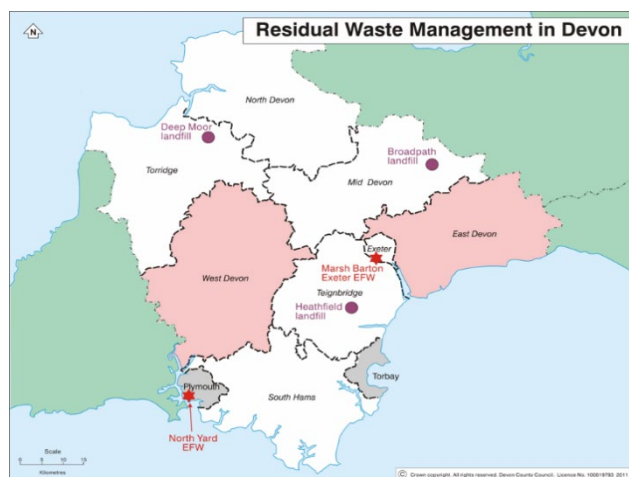 Residual Waste Management in Devon
N
North Devon
Deep Moor
landfill
Broadpath
landfill
Torridge
Mid Devon
East Devon
Exeter
West Devon
Marsh Barton
Exeter EFW
Teignbridge
Heathfield
landfill
Torbay
Plymouth
South Hams
North Yard
EFW
Scale
0 5 10 15
Kilometres
© Crown copyright. All rights reserved. Devon County Council. Licence No. 100019783 2011